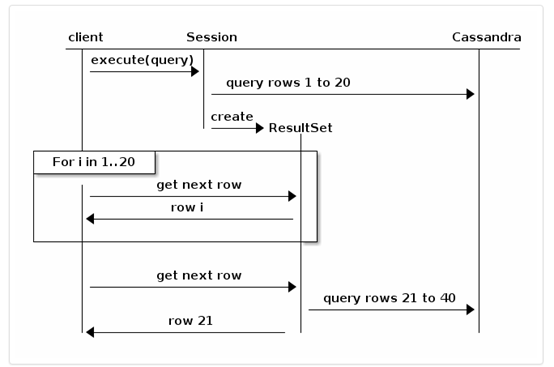 client Session Cassandra
execute(query)
query rows 1 to 20
create
ResultSet
For i in 1..20
get next row
row i
get next row
query rows 21 to 40
row 21